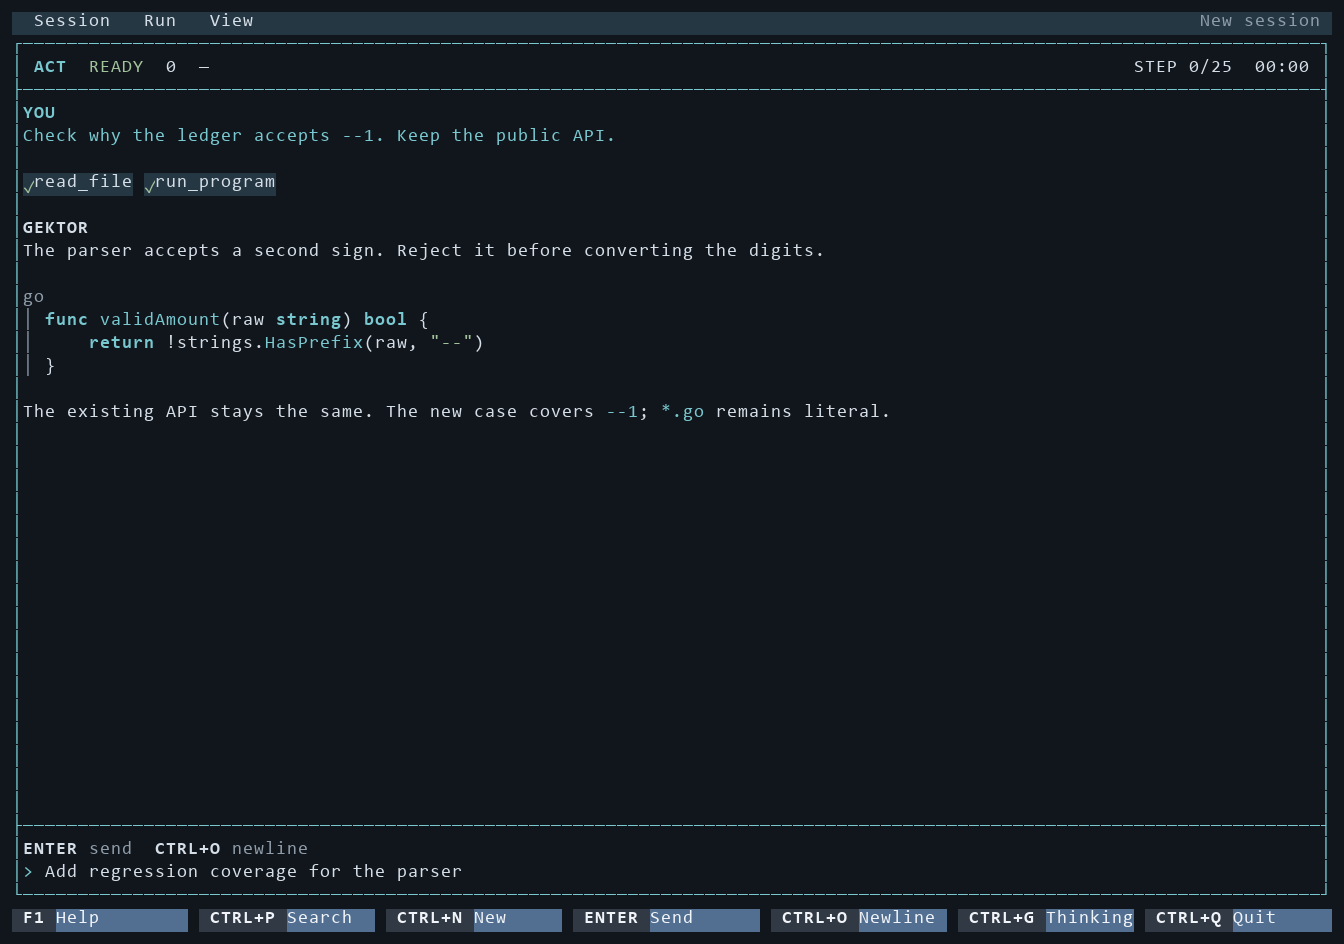 Session Run View New session
ACT READY 0 — STEP 0/25 00:00
YOU
Check why the ledger accepts --1. Keep the public API.
✓read_file ✓run_program
GEKTOR
The parser accepts a second sign. Reject it before converting the digits.
go
│ func validAmount(raw string) bool {
│     return !strings.HasPrefix(raw, "--")
│ }
The existing API stays the same. The new case covers --1; *.go remains literal.
ENTER send CTRL+O newline
> Add regression coverage for the parser
F1 Help CTRL+P Search CTRL+N New ENTER Send CTRL+O Newline CTRL+G Thinking CTRL+Q Quit